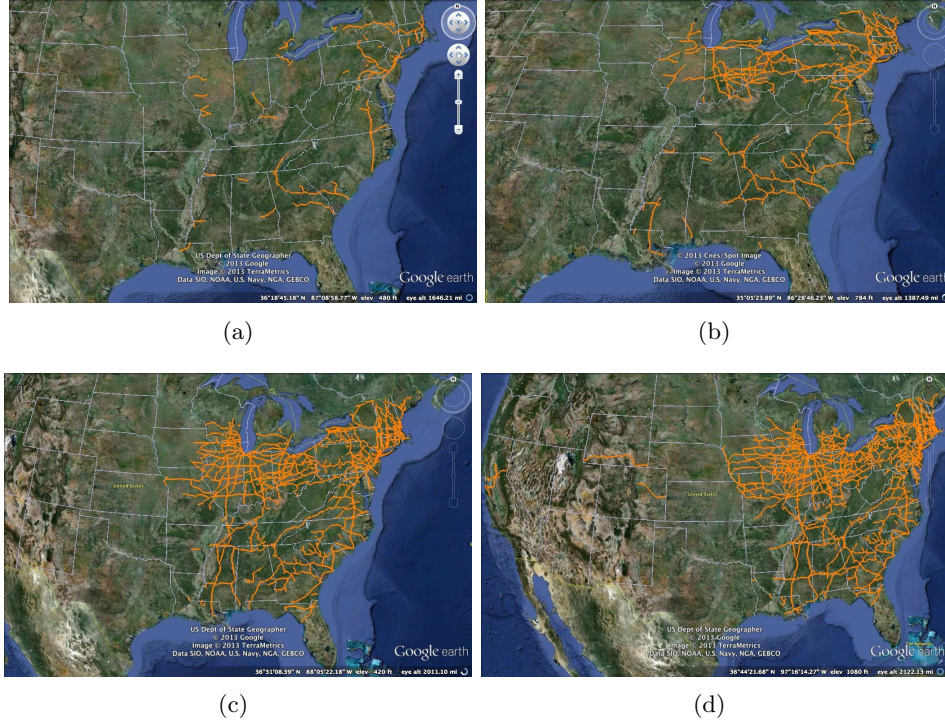 N
US Dept of State Geographer
© 2013 Google
Image © 2013 TerraMetrics
Data SIO, NOAA, U.S. Navy, NGA, GEBCO
Google earth
36°18'45.18" N 87°08'58.77" W elev 480 ft eye alt 1646.21 mi
(a)
N
© 2013 Cnes/Spot Image
© 2013 Google
Image © 2013 TerraMetrics
Data SIO, NOAA, U.S. Navy, NGA, GEBCO
Google earth
35°05'23.89" N 86°28'46.23" W elev 784 ft eye alt 1387.49 mi
(b)
N
United States
US Dept of State Geographer
© 2013 Google
Image © 2013 TerraMetrics
Data SIO, NOAA, U.S. Navy, NGA, GEBCO
Google earth
36°31'08.39" N 88°05'22.18" W elev 420 ft eye alt 2011.10 mi
(c)
N
United States
US Dept of State Geographer
© 2013 Google
Image © 2013 TerraMetrics
Data SIO, NOAA, U.S. Navy, NGA, GEBCO
Google earth
36°44'21.68" N 97°16'14.27" W elev 1080 ft eye alt 2122.13 mi
(d)